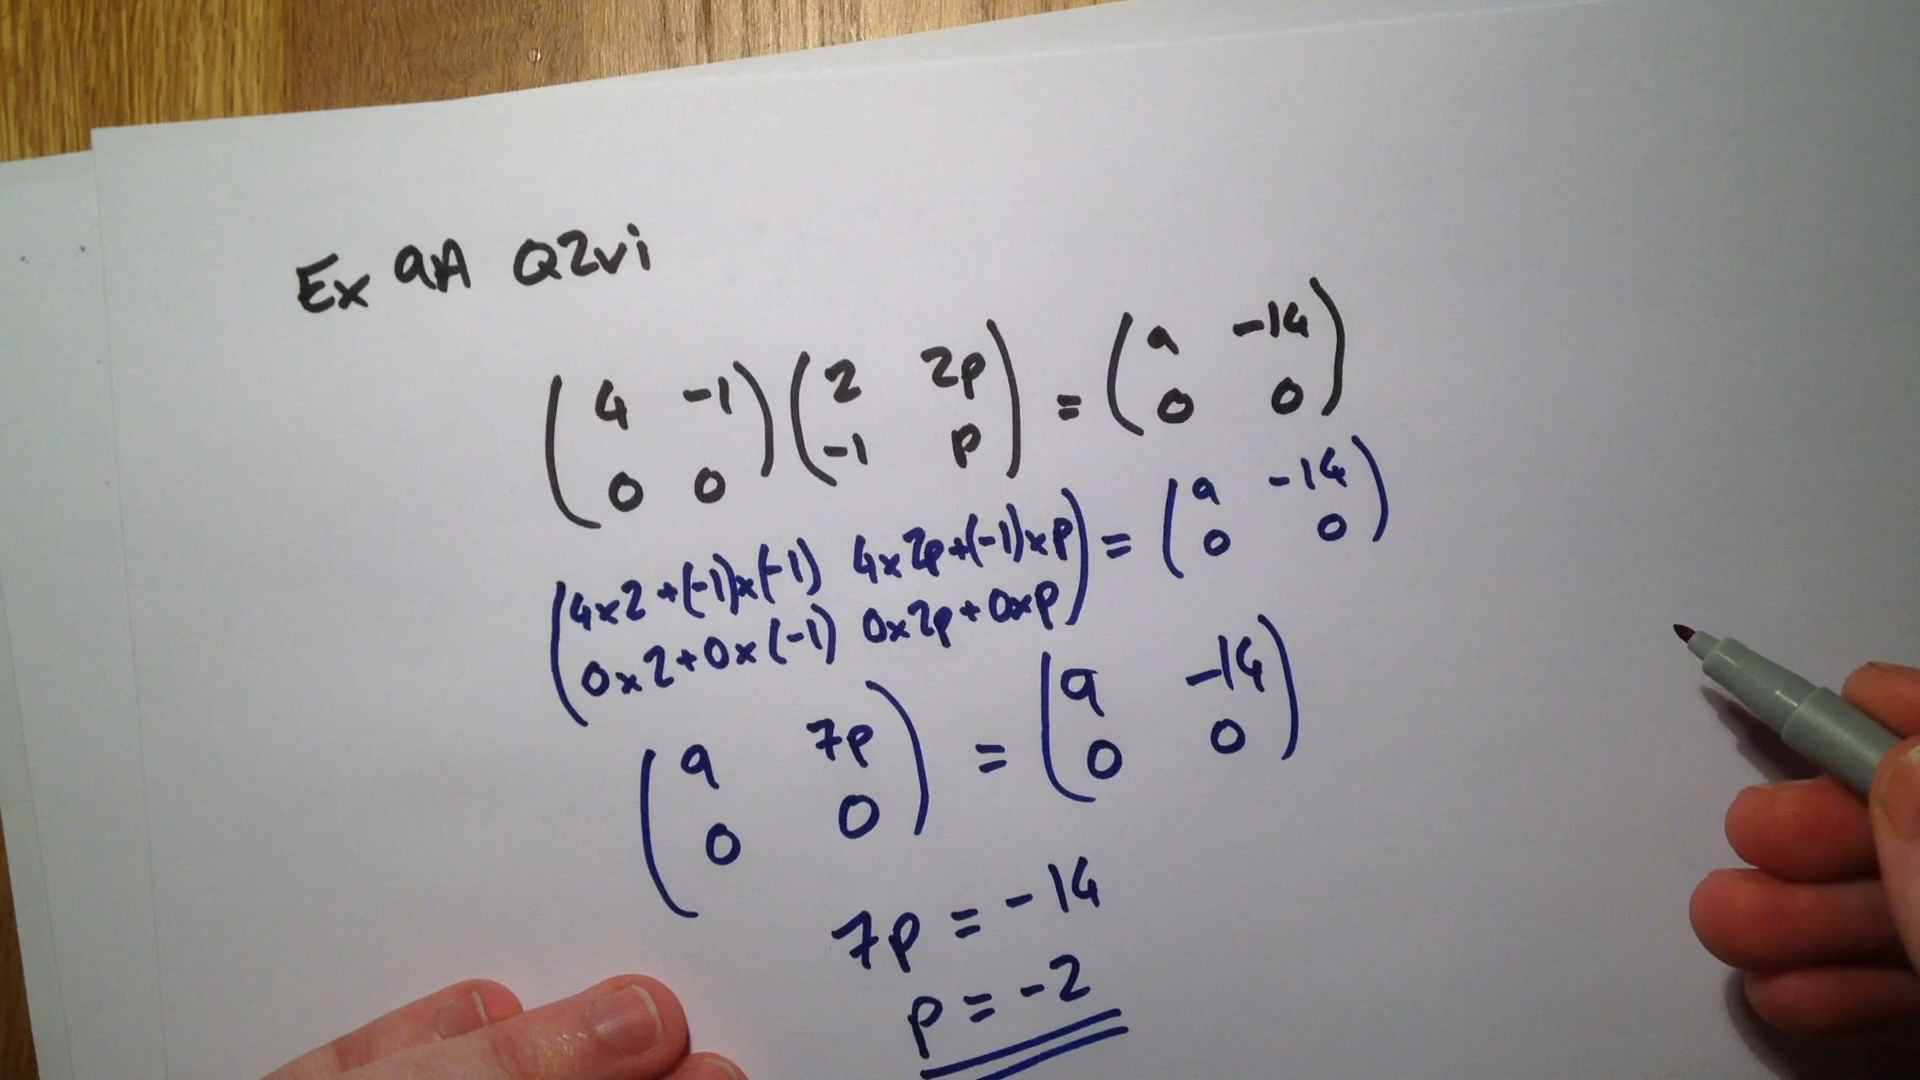 Ex 9A Q2vi
( 4 -1 ) ( 2 2p ) = ( 9 -14 )
( 0 0 ) ( -1 p ) = ( 0 0 )
( 4×2+(-1)×(-1) 4×2p+(-1)×p ) = ( 9 -14 )
( 0×2+0×(-1) 0×2p+0×p ) = ( 0 0 )
( 9 7p ) = ( 9 -14 )
( 0 0 ) = ( 0 0 )
7p = -14
p = -2